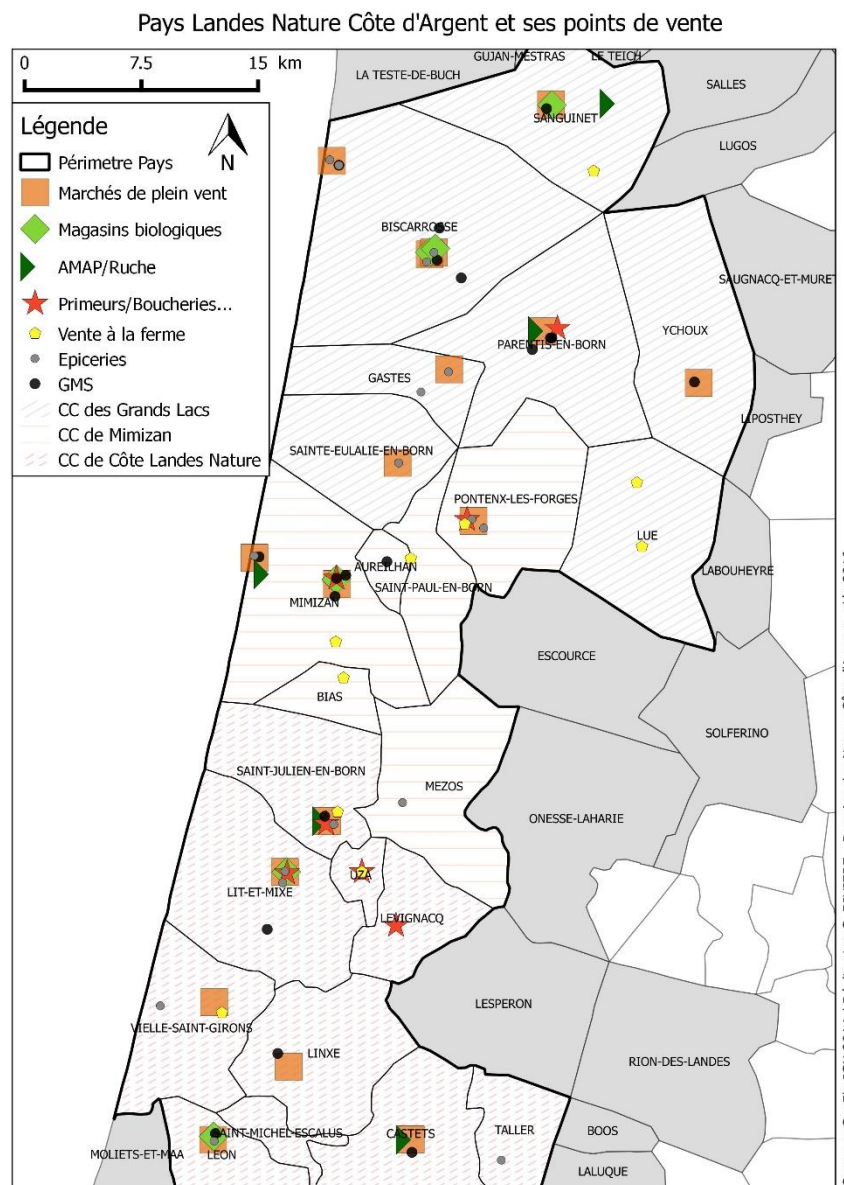 Pays Landes Nature Côte d'Argent et ses points de vente
0 7.5 15 km
Légende
N
Périmetre Pays
Marchés de plein vent
Magasins biologiques
AMAP/Ruche
Primeurs/Boucheries...
Vente à la ferme
Epiceries
GMS
CC des Grands Lacs
CC de Mimizan
CC de Côte Landes Nature
GUJAN-MESTRAS
LE TEICH
LA TESTE-DE-BUCH
SALLES
SANGUINET
LUGOS
BISCARROSSE
SAUGNACQ-ET-MURET
YCHOUX
PARENTIS-EN-BORN
GASTES
LIPOSTHEY
SAINTE-EULALIE-EN-BORN
PONTENX-LES-FORGES
LUE
AUREILHAN
LABOUHEYRE
SAINT-PAUL-EN-BORN
MIMIZAN
ESCOURCE
BIAS
SOLFERINO
SAINT-JULIEN-EN-BORN
MEZOS
ONESSE-LAHARIE
UZA
LIT-ET-MIXE
LEVIGNACQ
LESPERON
VIELLE-SAINT-GIRONS
LINXE
RION-DES-LANDES
SAINT-MICHEL-ESCALUS
CASTETS
TALLER
BOOS
MOLIETS-ET-MAA
LEON
LALUQUE